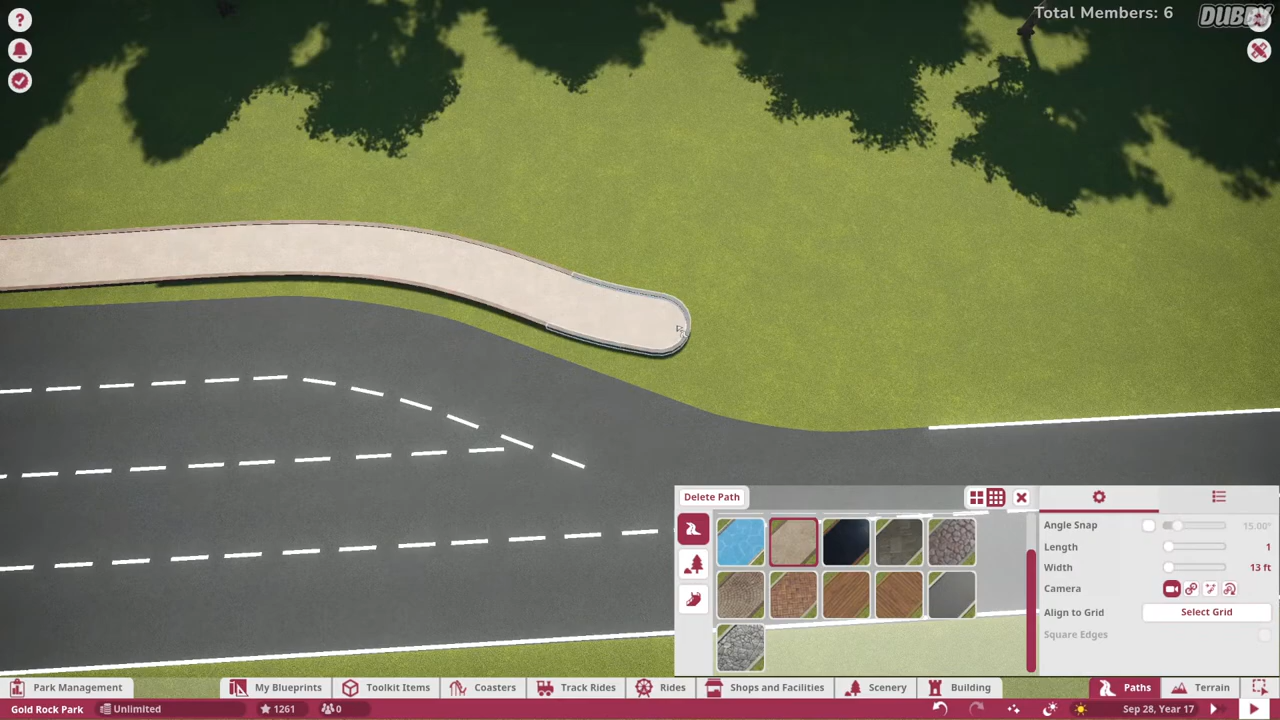 Total Members: 6
DUBBY
?
Delete Path
Angle Snap 15.00°
Length 1
Width 13 ft
Camera
Align to Grid Select Grid
Square Edges
Park Management
My Blueprints
Toolkit Items
Coasters
Track Rides
Rides
Shops and Facilities
Scenery
Building
Paths
Terrain
Gold Rock Park
Unlimited
1261
0
Sep 28, Year 17